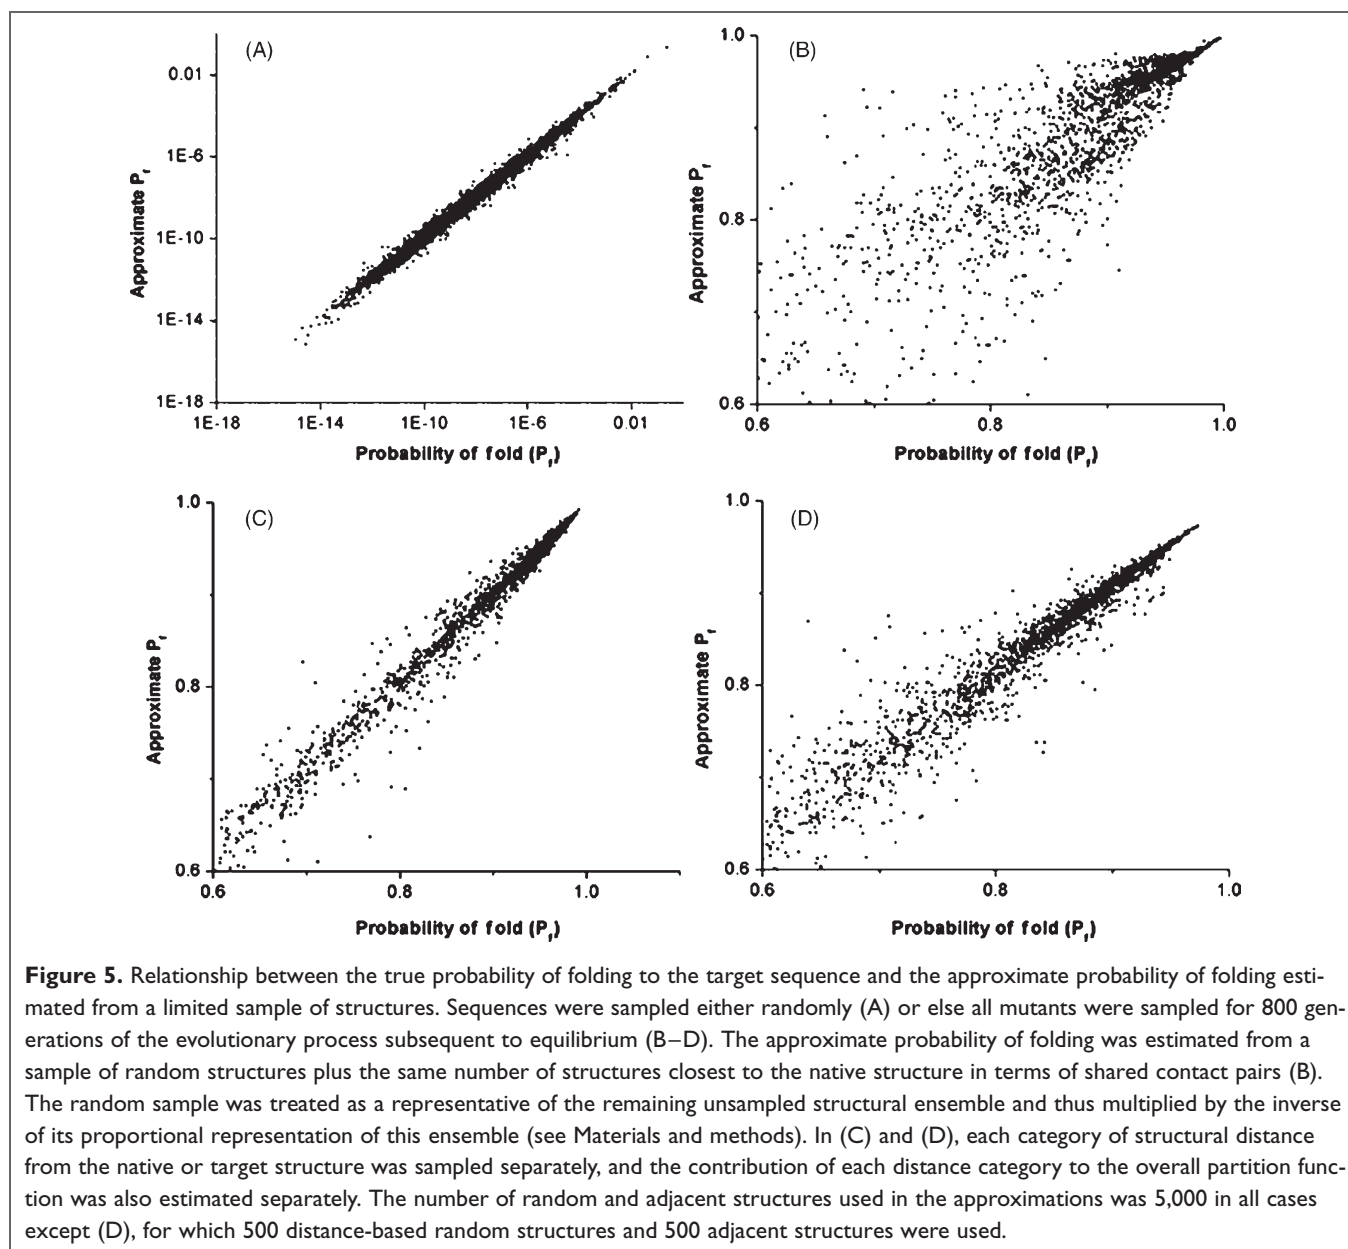 (A)
0.01
1E-6
1E-10
1E-14
1E-18
1E-18 1E-14 1E-10 1E-6 0.01
Approximate Pf
Probability of fold (Pf)
(B)
1.0
0.8
0.6
0.6 0.8 1.0
Approximate Pf
Probability of fold (Pf)
(C)
1.0
0.8
0.6
0.6 0.8 1.0
Approximate Pf
Probability of fold (Pf)
(D)
1.0
0.8
0.6
0.6 0.8 1.0
Approximate Pf
Probability of fold (Pf)
Figure 5. Relationship between the true probability of folding to the target sequence and the approximate probability of folding esti-
mated from a limited sample of structures. Sequences were sampled either randomly (A) or else all mutants were sampled for 800 gen-
erations of the evolutionary process subsequent to equilibrium (B–D). The approximate probability of folding was estimated from a
sample of random structures plus the same number of structures closest to the native structure in terms of shared contact pairs (B).
The random sample was treated as a representative of the remaining unsampled structural ensemble and thus multiplied by the inverse
of its proportional representation of this ensemble (see Materials and methods). In (C) and (D), each category of structural distance
from the native or target structure was sampled separately, and the contribution of each distance category to the overall partition func-
tion was also estimated separately. The number of random and adjacent structures used in the approximations was 5,000 in all cases
except (D), for which 500 distance-based random structures and 500 adjacent structures were used.